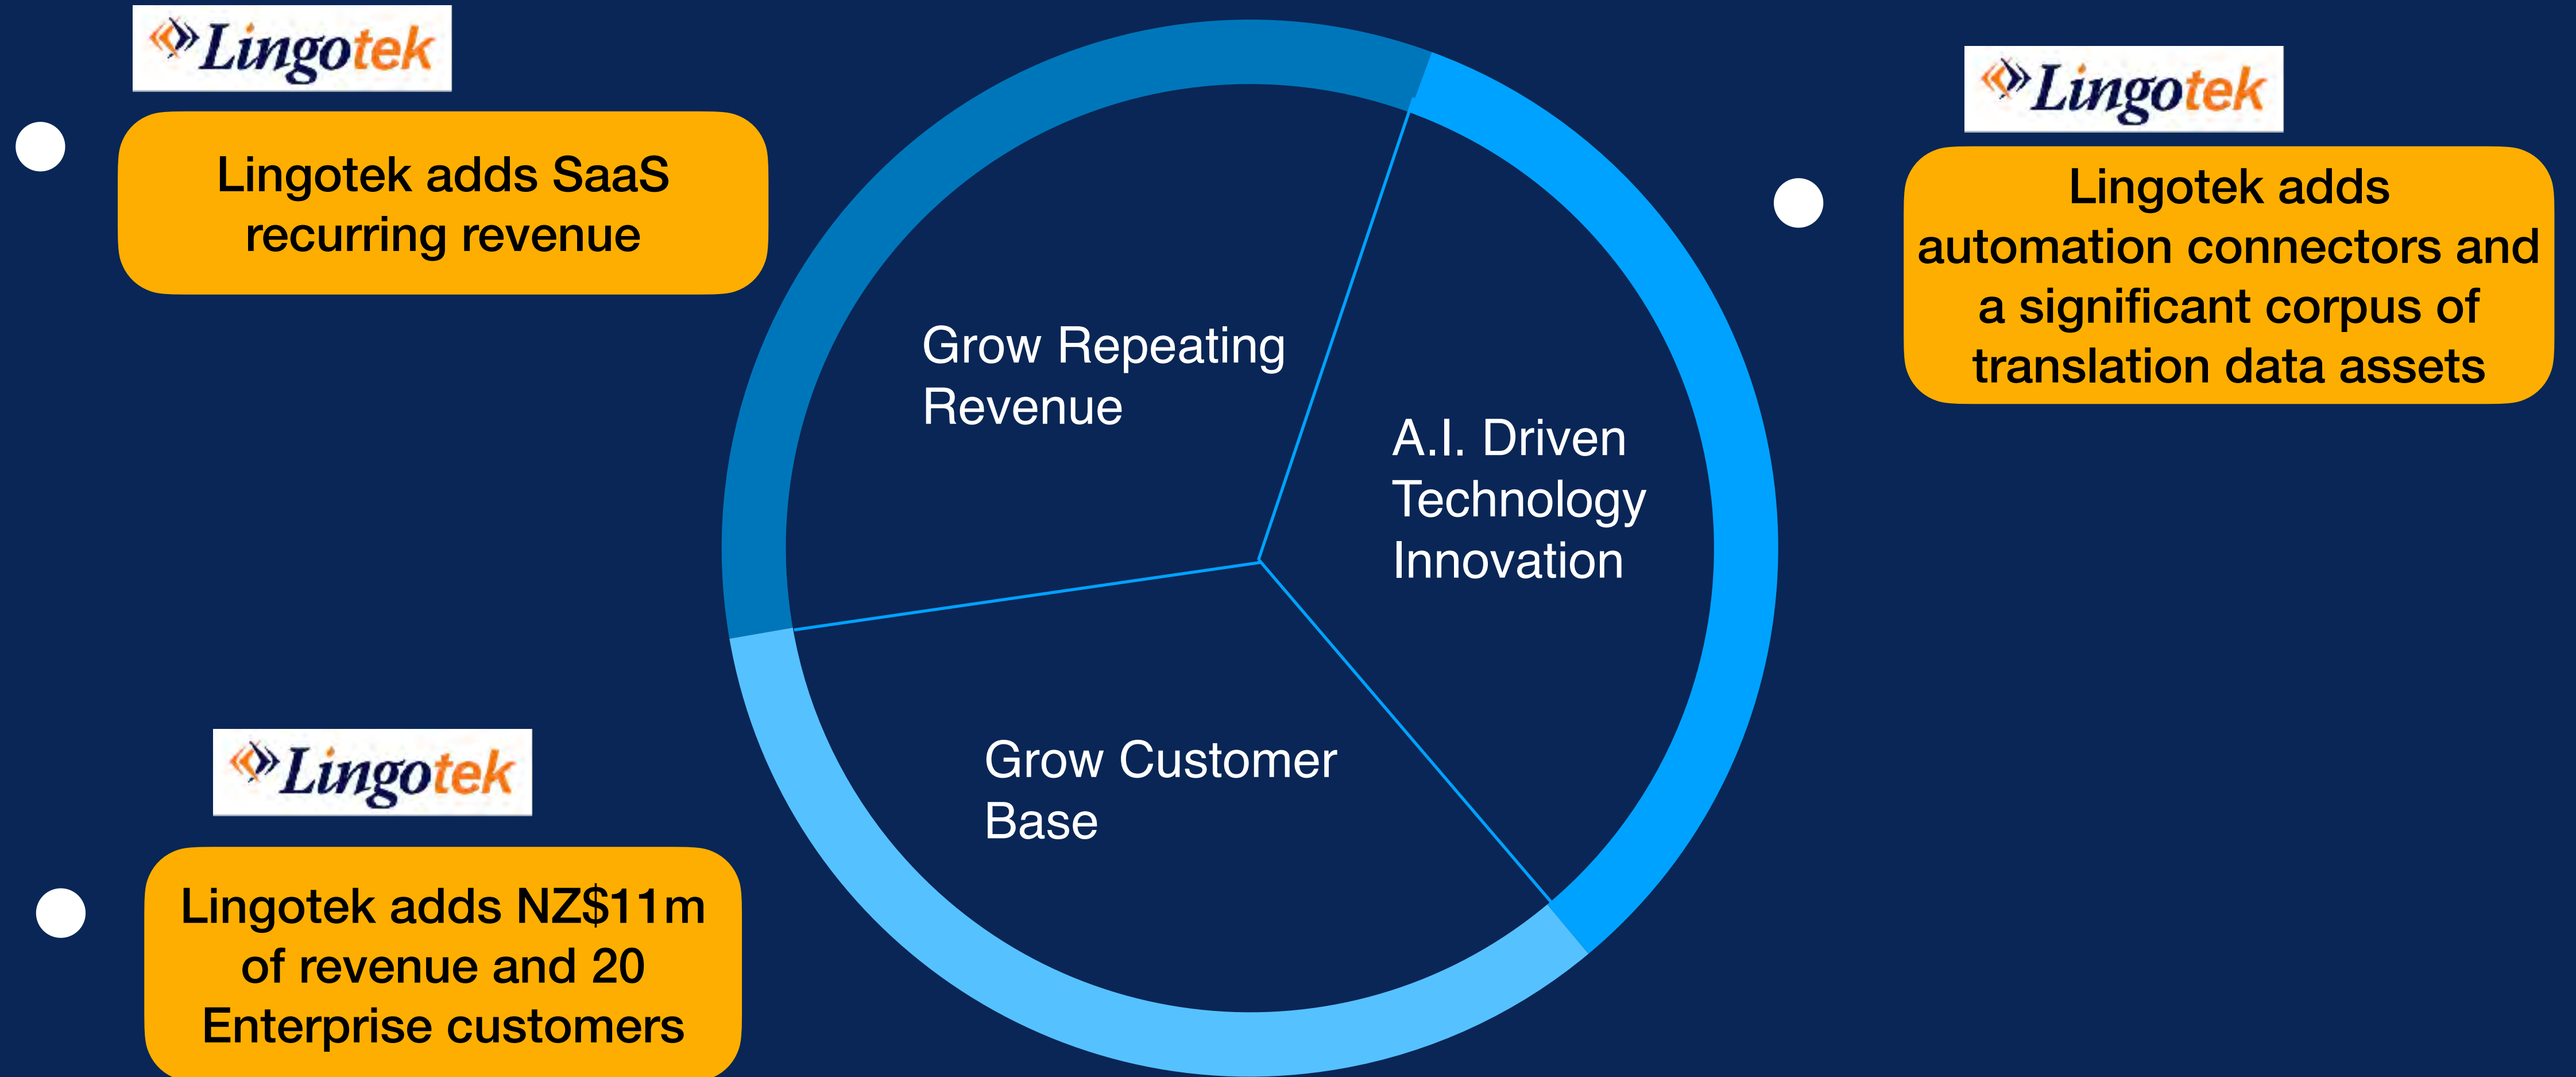 Lingotek
Lingotek adds SaaS
recurring revenue
Lingotek
Lingotek adds
automation connectors and
a significant corpus of
translation data assets
Grow Repeating
Revenue
A.I. Driven
Technology
Innovation
Grow Customer
Base
Lingotek
Lingotek adds NZ$11m
of revenue and 20
Enterprise customers